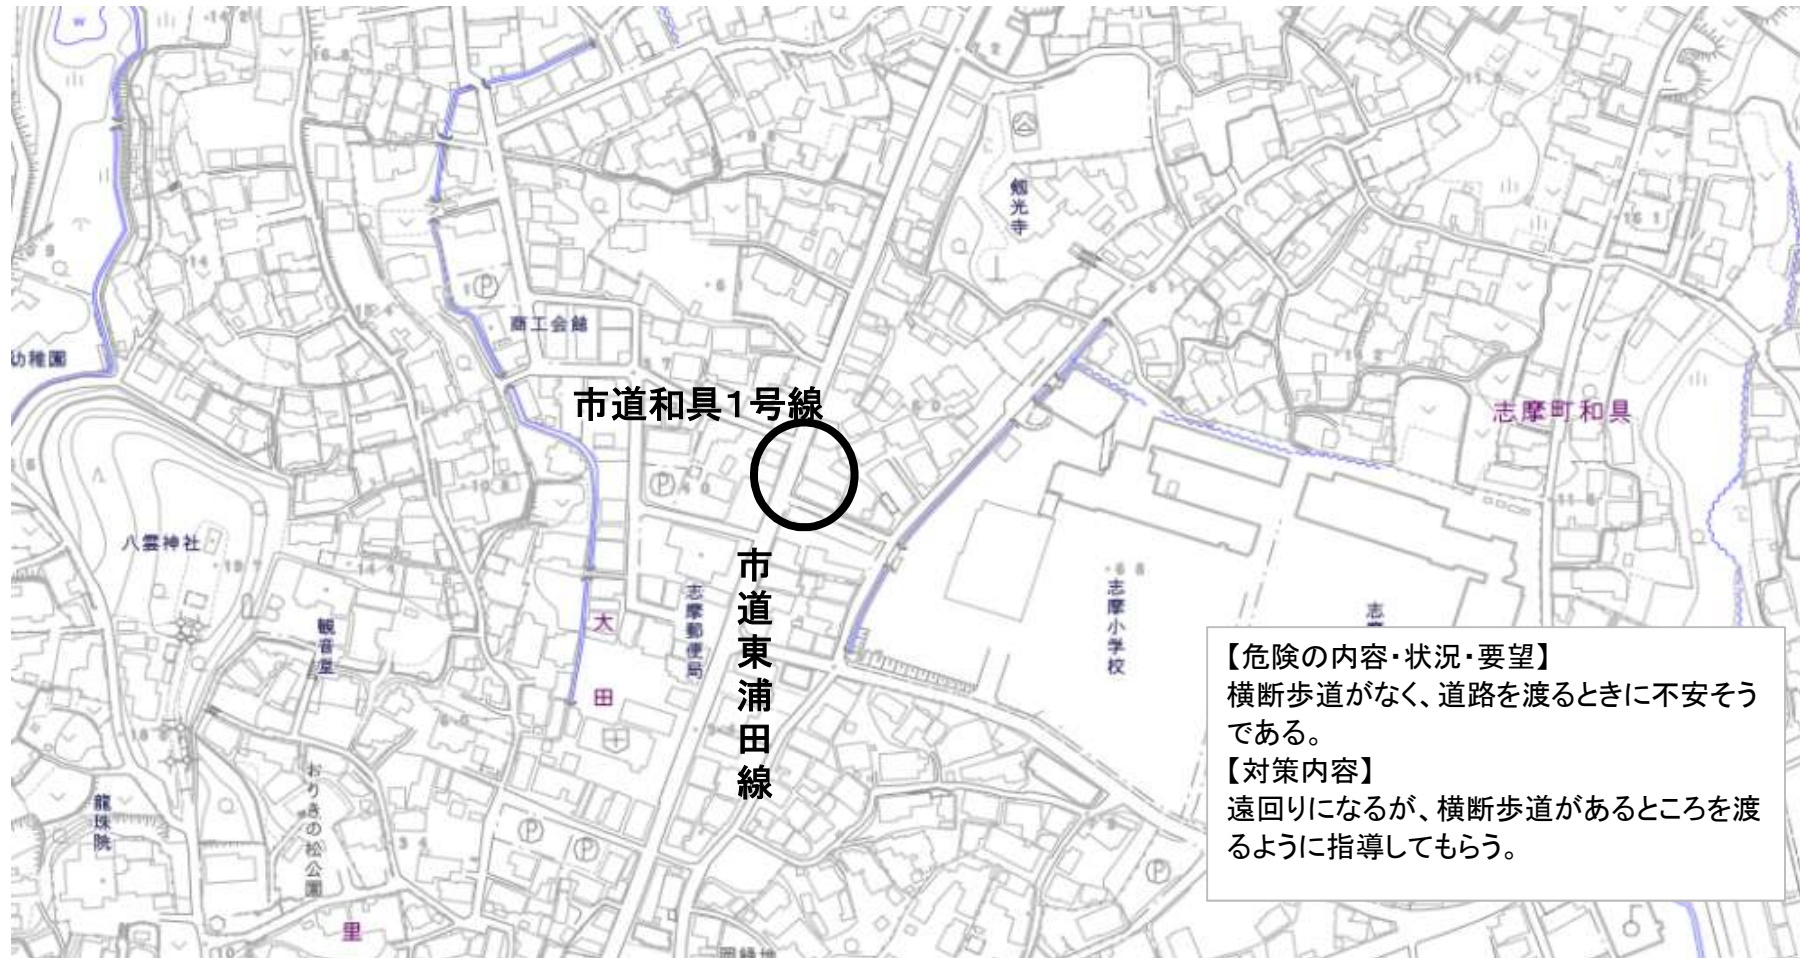 剱光寺
商工会館
幼稚園
市道和具1号線
志摩町和具
八雲神社
観音堂
大田
志摩郵便局
市道東浦田線
志摩小学校
志
【危険の内容・状況・要望】
横断歩道がなく、道路を渡るときに不安そう
である。
【対策内容】
遠回りになるが、横断歩道があるところを渡
るように指導してもらう。
龍珠院
おりきの松公園
里